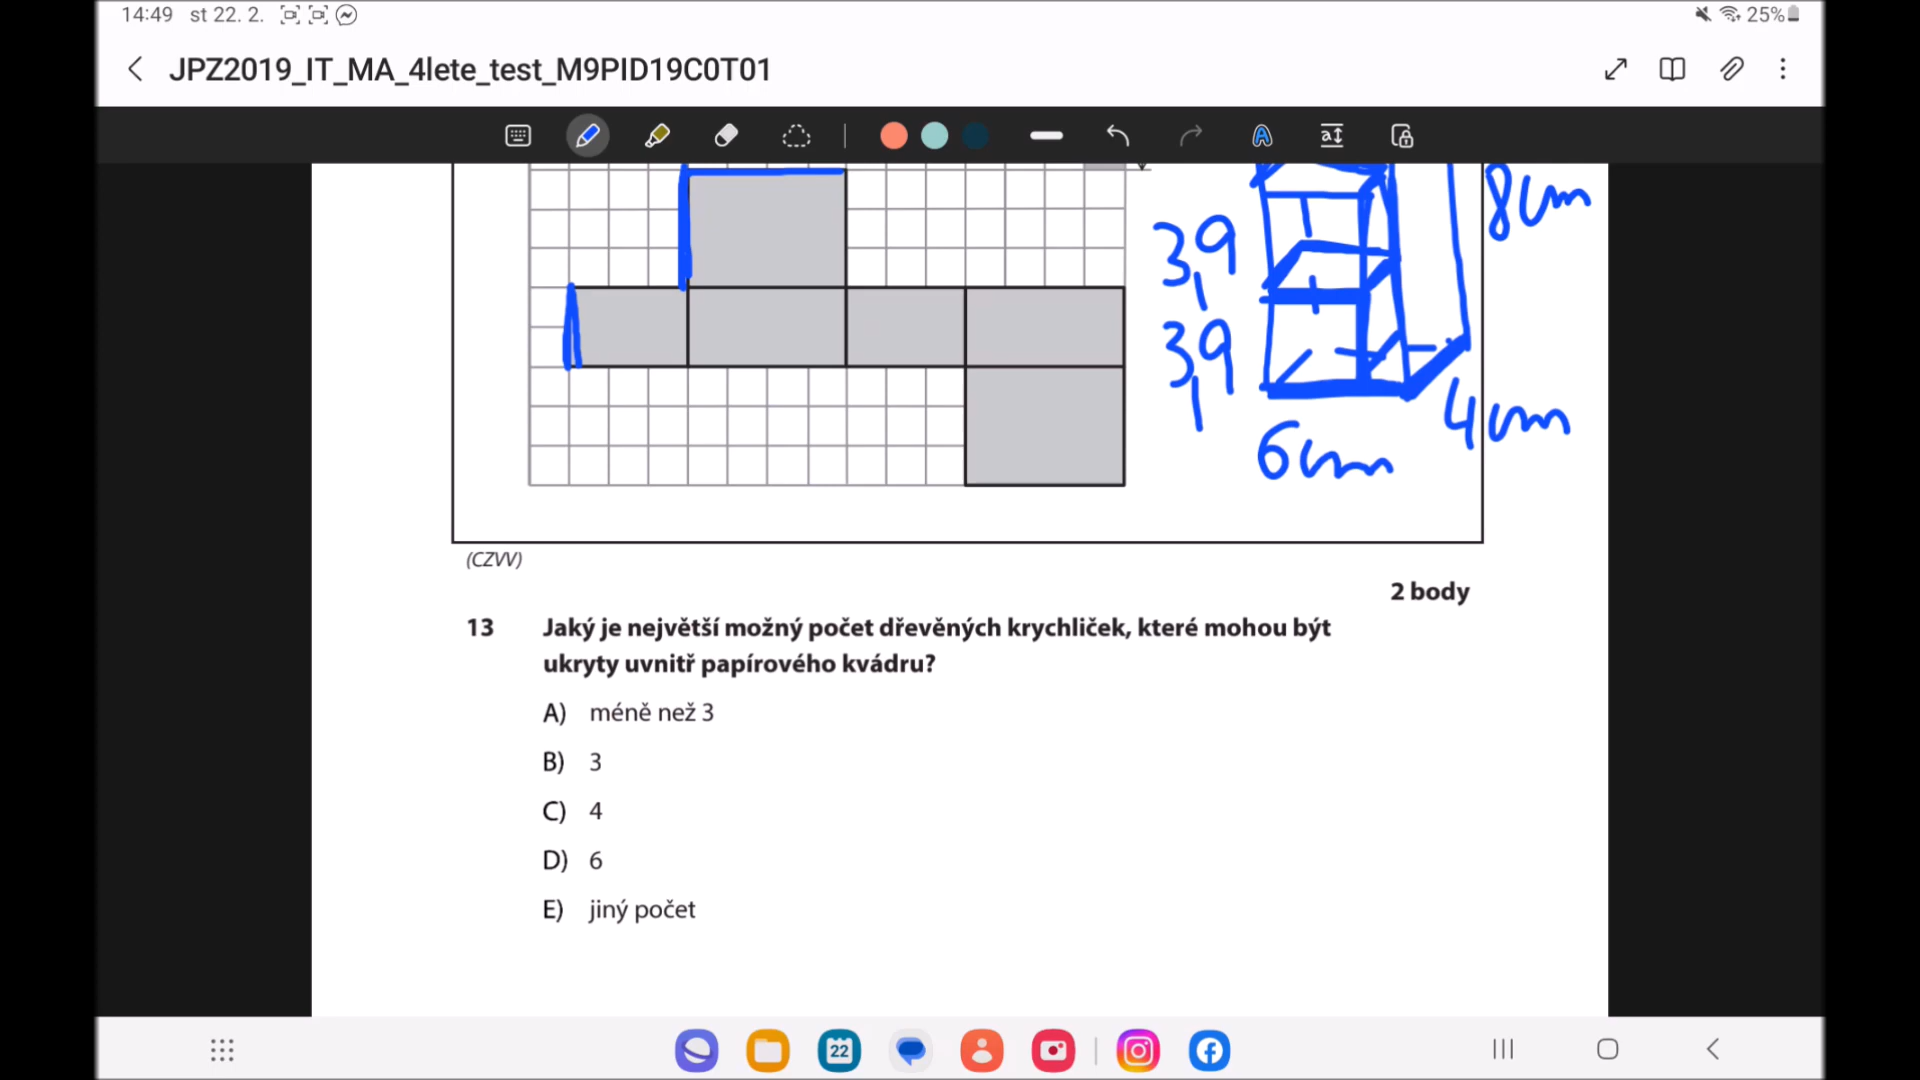 14:49 st 22. 2.
25%
JPZ2019_IT_MA_4lete_test_M9PID19C0T01
8cm
3,9
3,9
4cm
6cm
(CZVV)
2 body
13 Jaký je největší možný počet dřevěných krychliček, které mohou být
ukryty uvnitř papírového kvádru?
A) méně než 3
B) 3
C) 4
D) 6
E) jiný počet
22